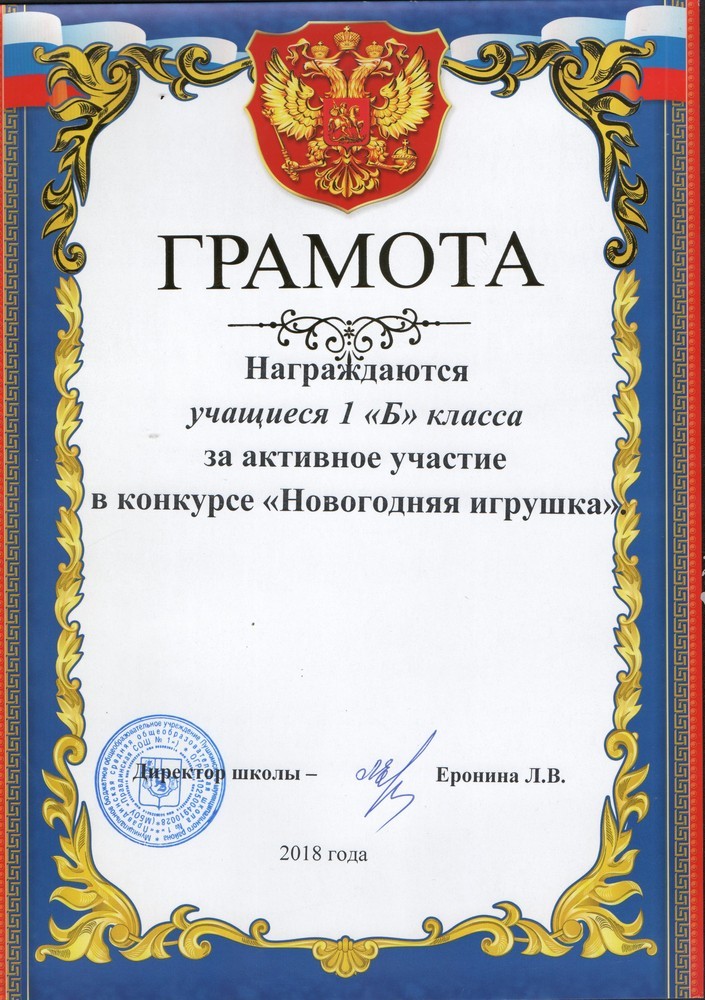 ГРАМОТА
Награждаются
учащиеся 1 «Б» класса
за активное участие
в конкурсе «Новогодняя игрушка».
Директор школы – Еронина Л.В.
2018 года